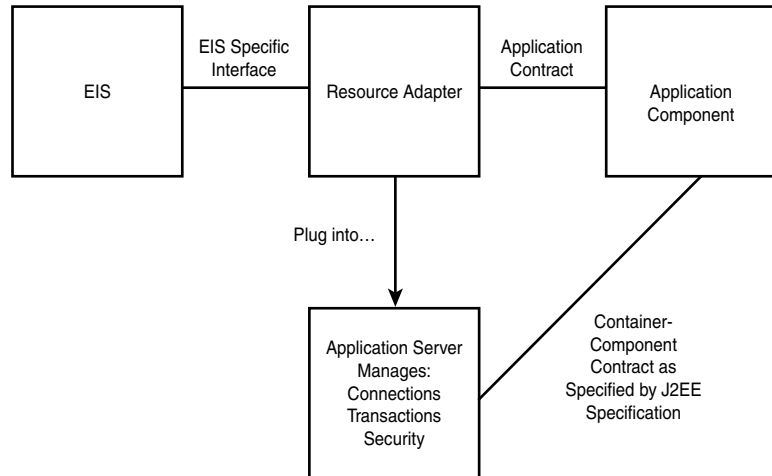 EIS Specific
Interface
Application
Contract
EIS
Resource Adapter
Application
Component
Plug into…
Application Server
Manages:
Connections
Transactions
Security
Container-
Component
Contract as
Specified by J2EE
Specification